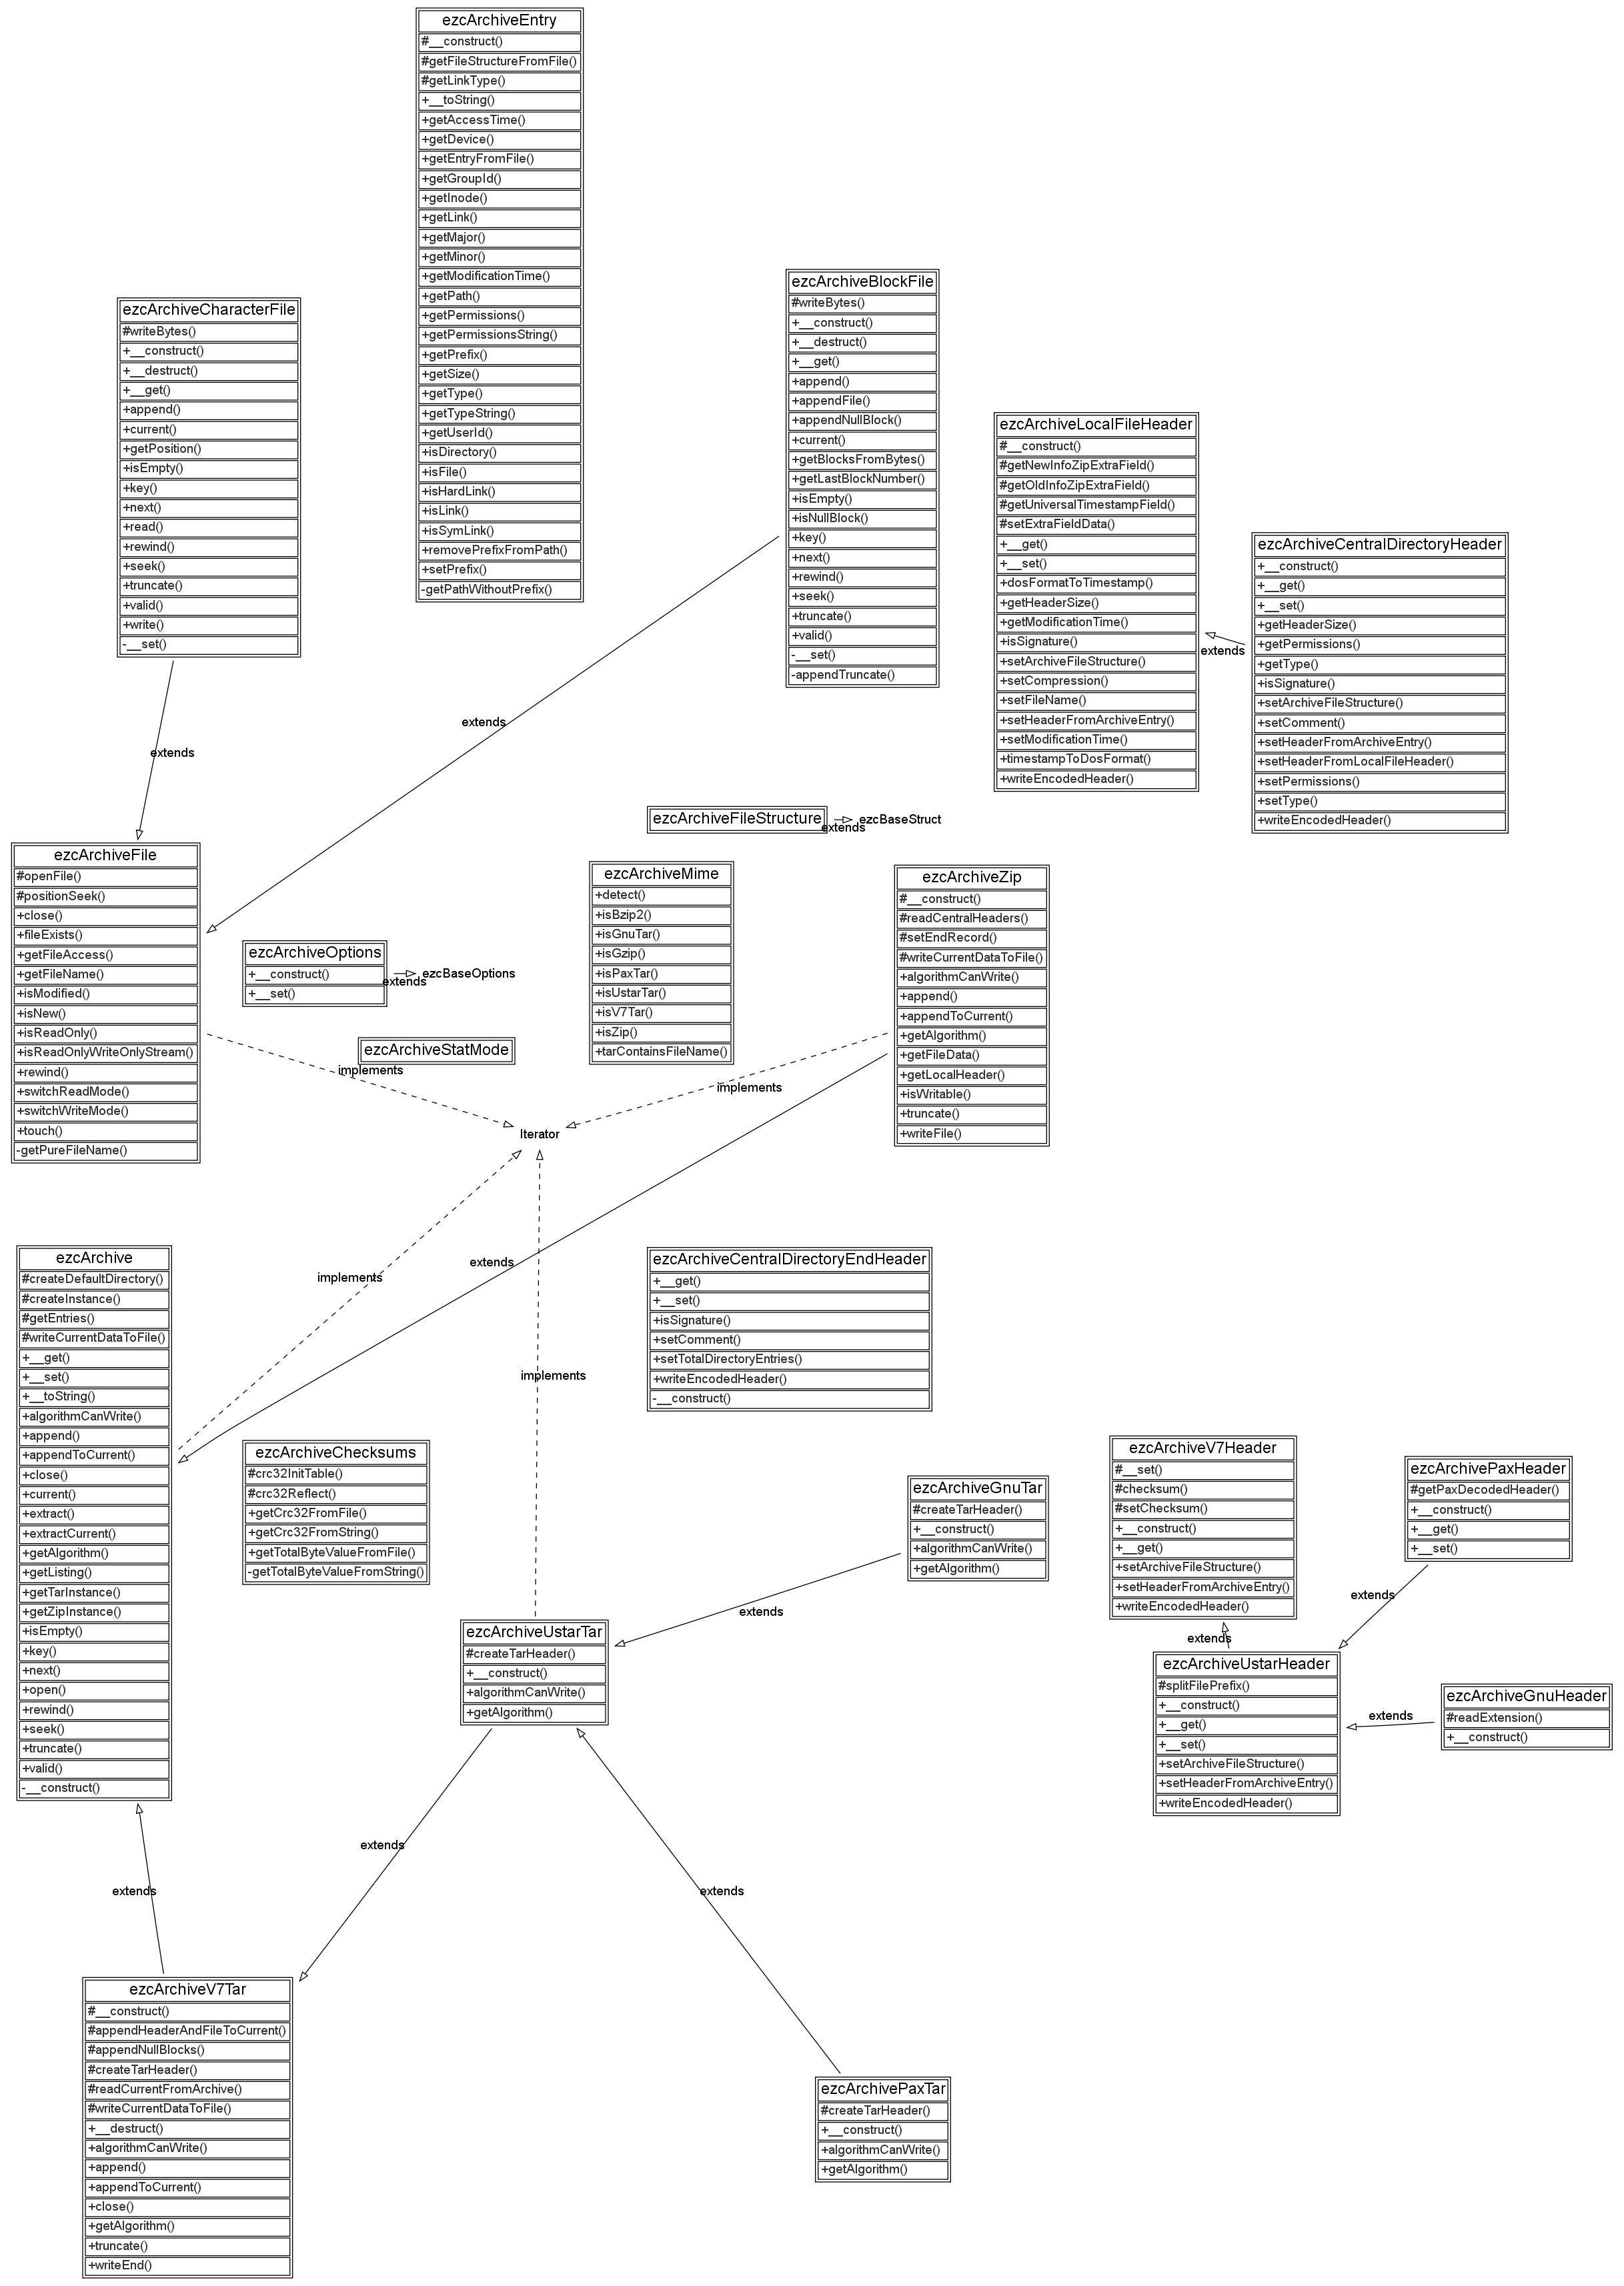 ezcArchiveEntry
#__construct()
#getFileStructureFromFile()
#getLinkType()
+__toString()
+getAccessTime()
+getDevice()
+getEntryFromFile()
+getGroupId()
+getInode()
+getLink()
+getMajor()
+getMinor()
+getModificationTime()
+getPath()
+getPermissions()
+getPermissionsString()
+getPrefix()
+getSize()
+getType()
+getTypeString()
+getUserId()
+isDirectory()
+isFile()
+isHardLink()
+isLink()
+isSymLink()
+removePrefixFromPath()
+setPrefix()
-getPathWithoutPrefix()
ezcArchiveCharacterFile
#writeBytes()
+__construct()
+__destruct()
+__get()
+append()
+current()
+getPosition()
+isEmpty()
+key()
+next()
+read()
+rewind()
+seek()
+truncate()
+valid()
+write()
-__set()
ezcArchiveBlockFile
#writeBytes()
+__construct()
+__destruct()
+__get()
+append()
+appendFile()
+appendNullBlock()
+current()
+getBlocksFromBytes()
+getLastBlockNumber()
+isEmpty()
+isNullBlock()
+key()
+next()
+rewind()
+seek()
+truncate()
+valid()
-__set()
-appendTruncate()
ezcArchiveLocalFileHeader
#__construct()
#getNewInfoZipExtraField()
#getOldInfoZipExtraField()
#getUniversalTimestampField()
#setExtraFieldData()
+__get()
+__set()
+dosFormatToTimestamp()
+getHeaderSize()
+getModificationTime()
+isSignature()
+setArchiveFileStructure()
+setCompression()
+setFileName()
+setHeaderFromArchiveEntry()
+setModificationTime()
+timestampToDosFormat()
+writeEncodedHeader()
extends
ezcArchiveCentralDirectoryHeader
+__construct()
+__get()
+__set()
+getHeaderSize()
+getPermissions()
+getType()
+isSignature()
+setArchiveFileStructure()
+setComment()
+setHeaderFromArchiveEntry()
+setHeaderFromLocalFileHeader()
+setPermissions()
+setType()
+writeEncodedHeader()
extends
extends
ezcArchiveFileStructure
extends
ezcBaseStruct
ezcArchiveFile
#openFile()
#positionSeek()
+close()
+fileExists()
+getFileAccess()
+getFileName()
+isModified()
+isNew()
+isReadOnly()
+isReadOnlyWriteOnlyStream()
+rewind()
+switchReadMode()
+switchWriteMode()
+touch()
-getPureFileName()
ezcArchiveOptions
+__construct()
+__set()
extends
ezcBaseOptions
ezcArchiveStatMode
ezcArchiveMime
+detect()
+isBzip2()
+isGnuTar()
+isGzip()
+isPaxTar()
+isUstarTar()
+isV7Tar()
+isZip()
+tarContainsFileName()
ezcArchiveZip
#__construct()
#readCentralHeaders()
#setEndRecord()
#writeCurrentDataToFile()
+algorithmCanWrite()
+append()
+appendToCurrent()
+getAlgorithm()
+getFileData()
+getLocalHeader()
+isWritable()
+truncate()
+writeFile()
implements
implements
Iterator
implements
extends
implements
ezcArchive
#createDefaultDirectory()
#createInstance()
#getEntries()
#writeCurrentDataToFile()
+__get()
+__set()
+__toString()
+algorithmCanWrite()
+append()
+appendToCurrent()
+close()
+current()
+extract()
+extractCurrent()
+getAlgorithm()
+getListing()
+getTarInstance()
+getZipInstance()
+isEmpty()
+key()
+next()
+open()
+rewind()
+seek()
+truncate()
+valid()
-__construct()
ezcArchiveCentralDirectoryEndHeader
+__get()
+__set()
+isSignature()
+setComment()
+setTotalDirectoryEntries()
+writeEncodedHeader()
-__construct()
ezcArchiveChecksums
#crc32InitTable()
#crc32Reflect()
+getCrc32FromFile()
+getCrc32FromString()
+getTotalByteValueFromFile()
-getTotalByteValueFromString()
ezcArchiveGnuTar
#createTarHeader()
+__construct()
+algorithmCanWrite()
+getAlgorithm()
extends
ezcArchiveV7Header
#__set()
#checksum()
#setChecksum()
+__construct()
+__get()
+setArchiveFileStructure()
+setHeaderFromArchiveEntry()
+writeEncodedHeader()
ezcArchivePaxHeader
#getPaxDecodedHeader()
+__construct()
+__get()
+__set()
extends
extends
ezcArchiveUstarTar
#createTarHeader()
+__construct()
+algorithmCanWrite()
+getAlgorithm()
ezcArchiveUstarHeader
#splitFilePrefix()
+__construct()
+__get()
+__set()
+setArchiveFileStructure()
+setHeaderFromArchiveEntry()
+writeEncodedHeader()
extends
ezcArchiveGnuHeader
#readExtension()
+__construct()
extends
extends
extends
ezcArchiveV7Tar
#__construct()
#appendHeaderAndFileToCurrent()
#appendNullBlocks()
#createTarHeader()
#readCurrentFromArchive()
#writeCurrentDataToFile()
+__destruct()
+algorithmCanWrite()
+append()
+appendToCurrent()
+close()
+getAlgorithm()
+truncate()
+writeEnd()
ezcArchivePaxTar
#createTarHeader()
+__construct()
+algorithmCanWrite()
+getAlgorithm()